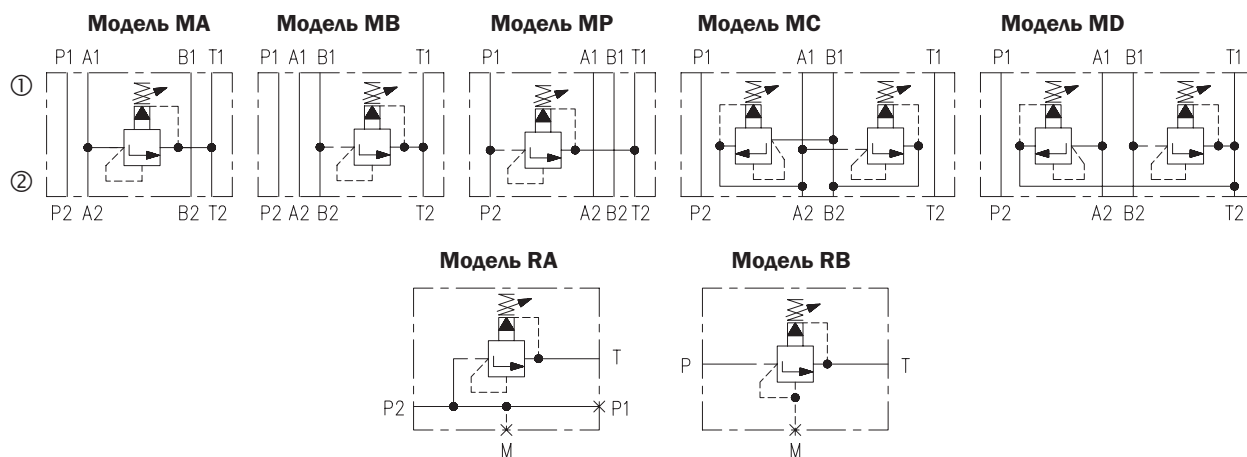 Модель MA Модель MB Модель MP Модель MC Модель MD
P1 A1 B1 T1 P1 A1 B1 T1 P1 A1 B1 T1 P1 A1 B1 T1 P1 A1 B1 T1
①
②
P2 A2 B2 T2 P2 A2 B2 T2 P2 A2 B2 T2 P2 A2 B2 T2 P2 A2 B2 T2
Модель RA Модель RB
T P T
P2 P1
M M